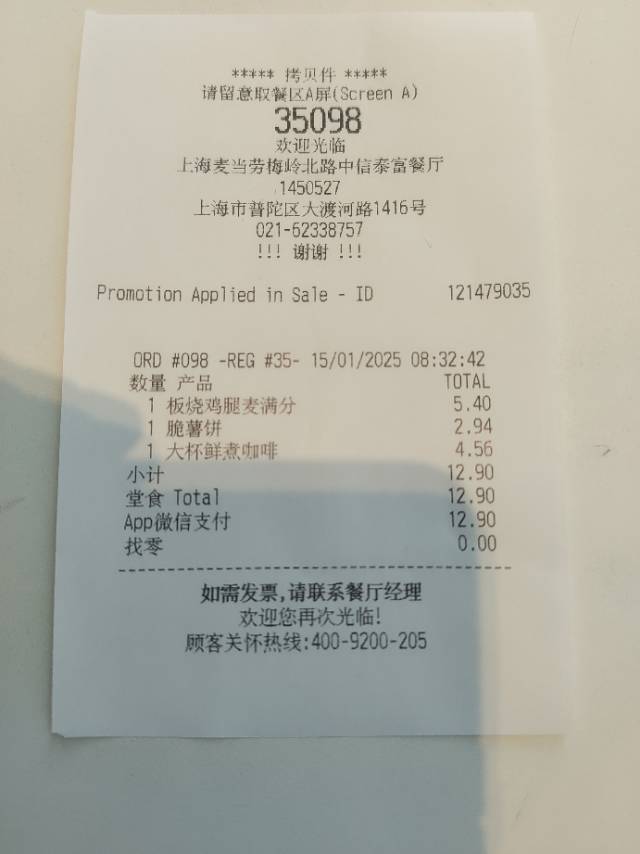 ***** 拷贝件 *****
请留意取餐区A屏(Screen A)
35098
欢迎光临
上海麦当劳梅岭北路中信泰富餐厅
1450527
上海市普陀区大渡河路1416号
021-62338757
!!! 谢谢 !!!
Promotion Applied in Sale - ID 121479035
ORD #098 -REG #35- 15/01/2025 08:32:42
数量 产品 TOTAL
1 板烧鸡腿麦满分 5.40
1 脆薯饼 2.94
1 大杯鲜煮咖啡 4.56
小计 12.90
堂食 Total 12.90
App微信支付 12.90
找零 0.00
如需发票,请联系餐厅经理
欢迎您再次光临!
顾客关怀热线:400-9200-205